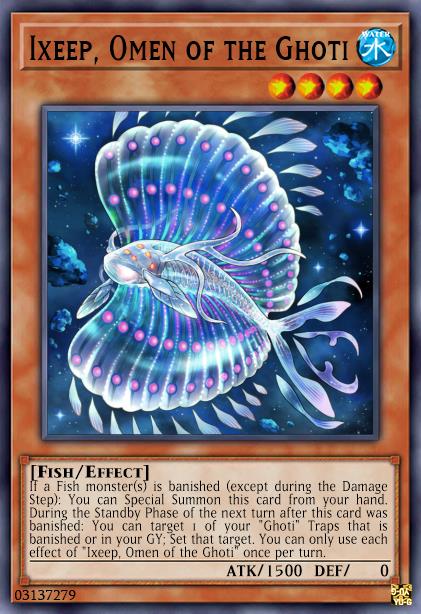 Ixeep, Omen of the Ghoti
WATER
水
[Fish/Effect]
If a Fish monster(s) is banished (except during the Damage
Step): You can Special Summon this card from your hand.
During the Standby Phase of the next turn after this card was
banished: You can target 1 of your "Ghoti" Traps that is
banished or in your GY; Set that target. You can only use each
effect of "Ixeep, Omen of the Ghoti" once per turn.
ATK/1500 DEF/ 0
03137279